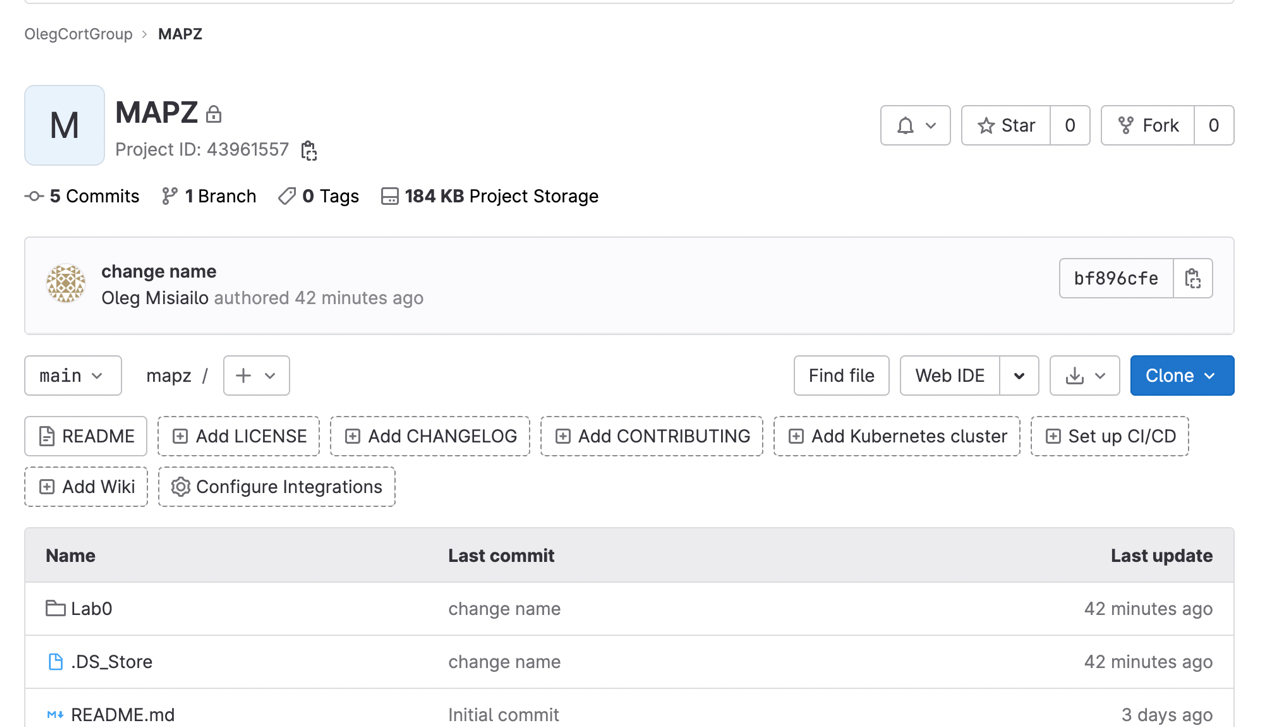 OlegCortGroup > MAPZ
M
MAPZ
Project ID: 43961557
Star 0
Fork 0
5 Commits 1 Branch 0 Tags 184 KB Project Storage
change name
Oleg Misiailo authored 42 minutes ago
bf896cfe
main mapz / + Find file Web IDE Clone
README Add LICENSE Add CHANGELOG Add CONTRIBUTING Add Kubernetes cluster Set up CI/CD
Add Wiki Configure Integrations
Name Last commit Last update
Lab0 change name 42 minutes ago
.DS_Store change name 42 minutes ago
README.md Initial commit 3 days ago